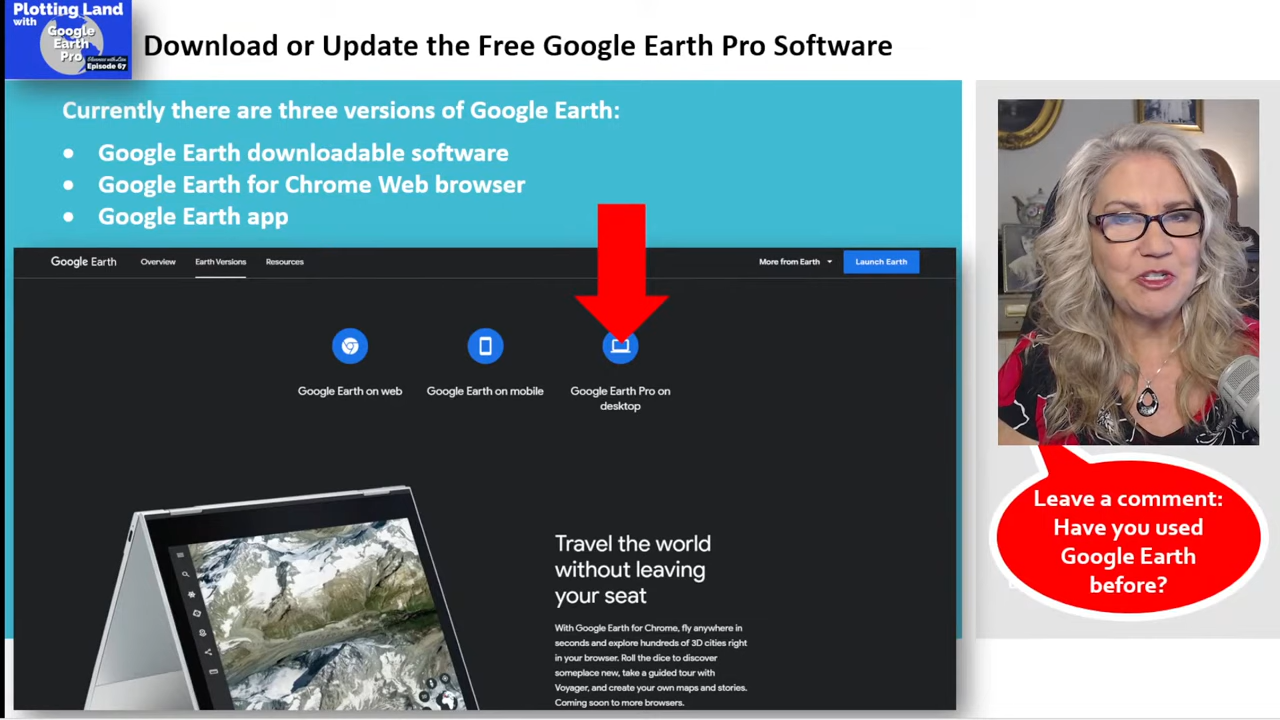 Plotting Land
with
Google
Earth
Pro
Episode 67
Download or Update the Free Google Earth Pro Software
Currently there are three versions of Google Earth:
• Google Earth downloadable software
• Google Earth for Chrome Web browser
• Google Earth app
Google Earth Overview Earth Versions Resources More from Earth Launch Earth
Google Earth on web Google Earth on mobile Google Earth Pro on
desktop
Travel the world
without leaving
your seat
With Google Earth for Chrome, fly anywhere in
seconds and explore hundreds of 3D cities right
in your browser. Roll the dice to discover
someplace new, take a guided tour with
Voyager, and create your own maps and stories.
Coming soon to more browsers.
Leave a comment:
Have you used
Google Earth
before?